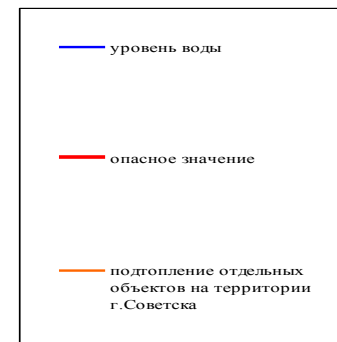 уровень воды
опасное значение
подтопление отдельных
объектов на территории
г.Советска